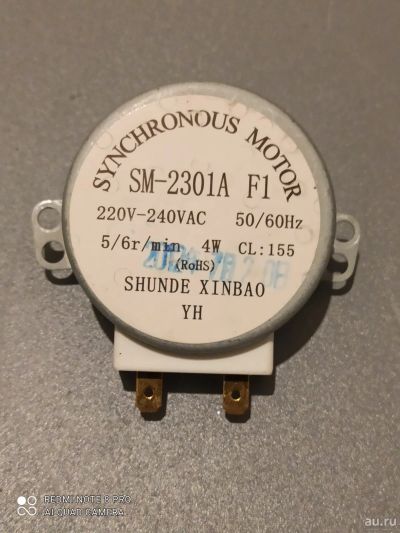 SYNCHRONOUS MOTOR
SM-2301A F1
220V-240VAC 50/60Hz
5/6r/min 4W CL:155
(RoHS)
SHUNDE XINBAO
YH
REDMI NOTE 8 PRO
AI QUAD CAMERA
au.ru